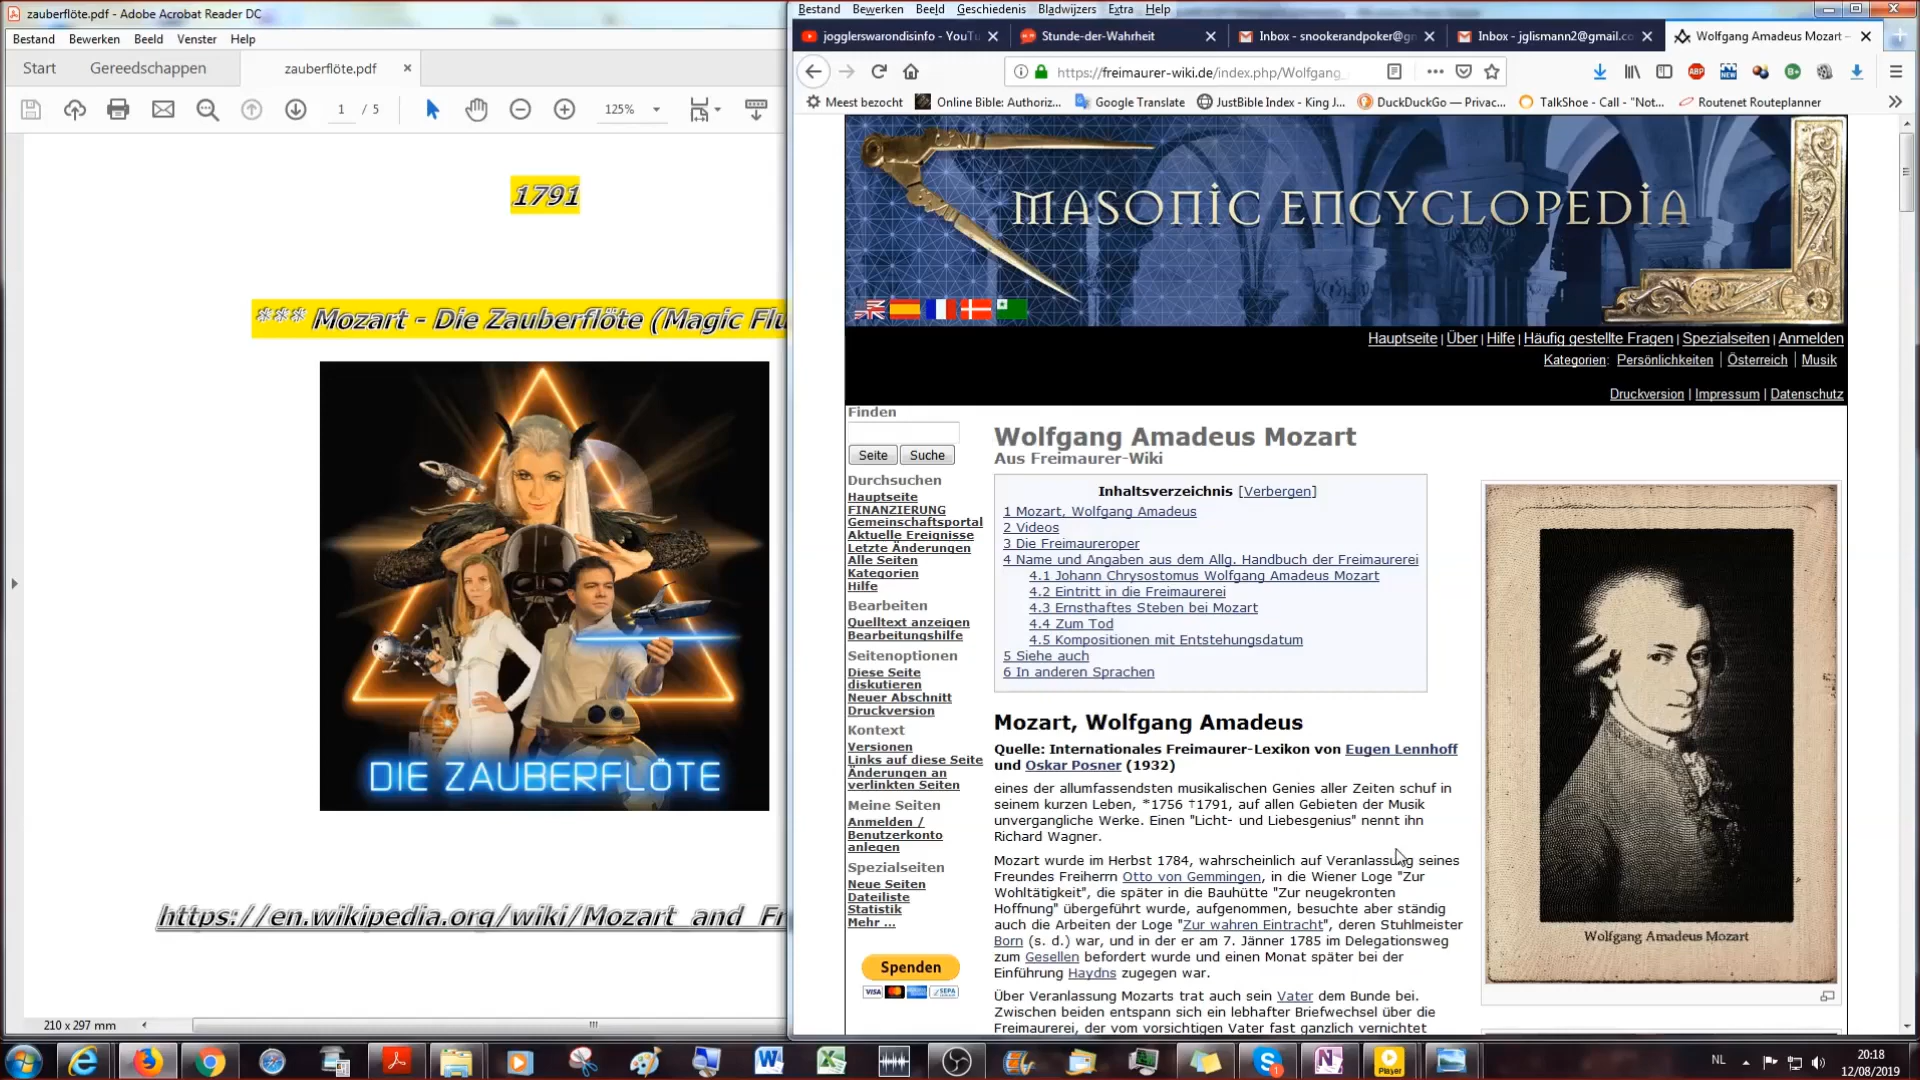 zauberflöte.pdf - Adobe Acrobat Reader DC
Bestand Bewerken Beeld Venster Help
Start Gereedschappen zauberflöte.pdf ×
1 / 5 125%
1791
*** Mozart - Die Zauberflöte (Magic Flu
DIE ZAUBERFLÖTE
https://en.wikipedia.org/wiki/Mozart_and_Fr
210 x 297 mm
Bestand Bewerken Beeld Geschiedenis Bladwijzers Extra Help
jogglerswarondisinfo - YouTu
Stunde-der-Wahrheit
Inbox - snookerandpoker@gn
Inbox - jglismann2@gmail.co
Wolfgang Amadeus Mozart –
https://freimaurer-wiki.de/index.php/Wolfgang_
Meest bezocht Online Bible: Authoriz... Google Translate JustBible Index - King J... DuckDuckGo — Privac... TalkShoe - Call - "Not... Routenet Routeplanner
MASONIC ENCYCLOPEDIA
Hauptseite | Über | Hilfe | Häufig gestellte Fragen | Spezialseiten | Anmelden
Kategorien: Persönlichkeiten | Österreich | Musik
Druckversion | Impressum | Datenschutz
Finden
Seite Suche
Durchsuchen
Hauptseite
FINANZIERUNG
Gemeinschaftsportal
Aktuelle Ereignisse
Letzte Änderungen
Alle Seiten
Kategorien
Hilfe
Bearbeiten
Quelltext anzeigen
Bearbeitungshilfe
Seitenoptionen
Diese Seite
diskutieren
Neuer Abschnitt
Druckversion
Kontext
Versionen
Links auf diese Seite
Änderungen an
verlinkten Seiten
Meine Seiten
Anmelden /
Benutzerkonto
anlegen
Spezialseiten
Neue Seiten
Dateiliste
Statistik
Mehr ...
Spenden
VISA SEPA
Wolfgang Amadeus Mozart
Aus Freimaurer-Wiki
Inhaltsverzeichnis [Verbergen]
1 Mozart, Wolfgang Amadeus
2 Videos
3 Die Freimaureroper
4 Name und Angaben aus dem Allg. Handbuch der Freimaurerei
4.1 Johann Chrysostomus Wolfgang Amadeus Mozart
4.2 Eintritt in die Freimaurerei
4.3 Ernsthaftes Steben bei Mozart
4.4 Zum Tod
4.5 Kompositionen mit Entstehungsdatum
5 Siehe auch
6 In anderen Sprachen
Mozart, Wolfgang Amadeus
Quelle: Internationales Freimaurer-Lexikon von Eugen Lennhoff
und Oskar Posner (1932)
eines der allumfassendsten musikalischen Genies aller Zeiten schuf in
seinem kurzen Leben, *1756 †1791, auf allen Gebieten der Musik
unvergangliche Werke. Einen "Licht- und Liebesgenius" nennt ihn
Richard Wagner.
Mozart wurde im Herbst 1784, wahrscheinlich auf Veranlassung seines
Freundes Freiherrn Otto von Gemmingen, in die Wiener Loge "Zur
Wohltätigkeit", die später in die Bauhütte "Zur neugekronten
Hoffnung" übergeführt wurde, aufgenommen, besuchte aber ständig
auch die Arbeiten der Loge "Zur wahren Eintracht", deren Stuhlmeister
Born (s. d.) war, und in der er am 7. Jänner 1785 im Delegationsweg
zum Gesellen befordert wurde und einen Monat später bei der
Einführung Haydns zugegen war.
Über Veranlassung Mozarts trat auch sein Vater dem Bunde bei.
Zwischen beiden entspann sich ein lebhafter Briefwechsel über die
Freimaurerei, der vom vorsichtigen Vater fast ganzlich vernichtet
Wolfgang Amadeus Mozart
NL
20:18
12/08/2019